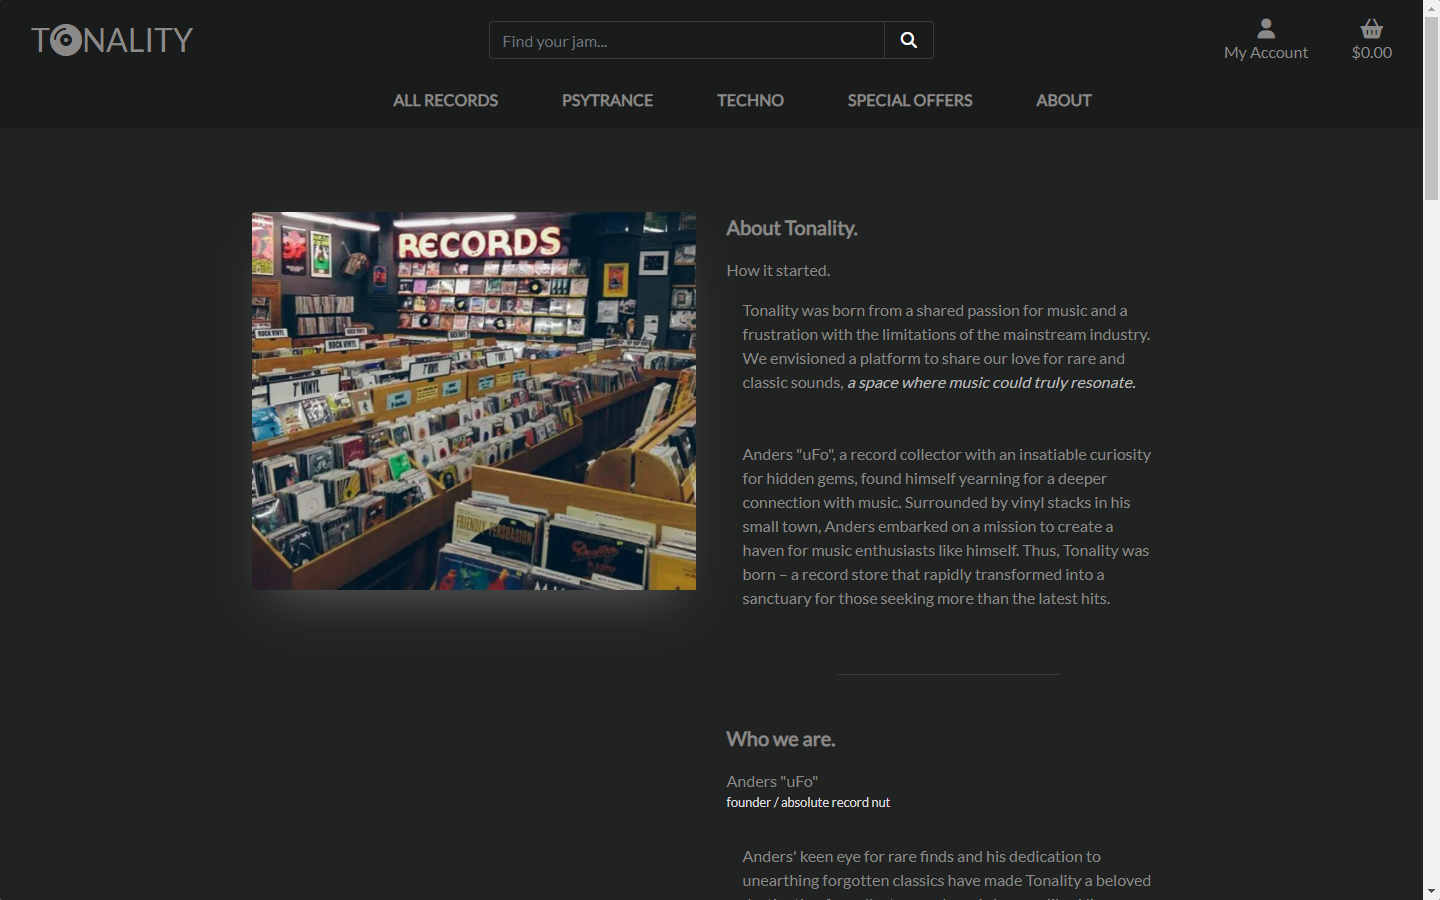 TONALITY
Find your jam...
My Account
$0.00
ALL RECORDS
PSYTRANCE
TECHNO
SPECIAL OFFERS
ABOUT
RECORDS
ROCK VINYL
ROCK VINYL
ROCK VINYL
7" VINYL
7" VINYL
7" VINYL
FRIENDLY PERSUASION
About Tonality.
How it started.
Tonality was born from a shared passion for music and a
frustration with the limitations of the mainstream industry.
We envisioned a platform to share our love for rare and
classic sounds, a space where music could truly resonate.
Anders "uFo", a record collector with an insatiable curiosity
for hidden gems, found himself yearning for a deeper
connection with music. Surrounded by vinyl stacks in his
small town, Anders embarked on a mission to create a
haven for music enthusiasts like himself. Thus, Tonality was
born – a record store that rapidly transformed into a
sanctuary for those seeking more than the latest hits.
Who we are.
Anders "uFo"
founder / absolute record nut
Anders' keen eye for rare finds and his dedication to
unearthing forgotten classics have made Tonality a beloved